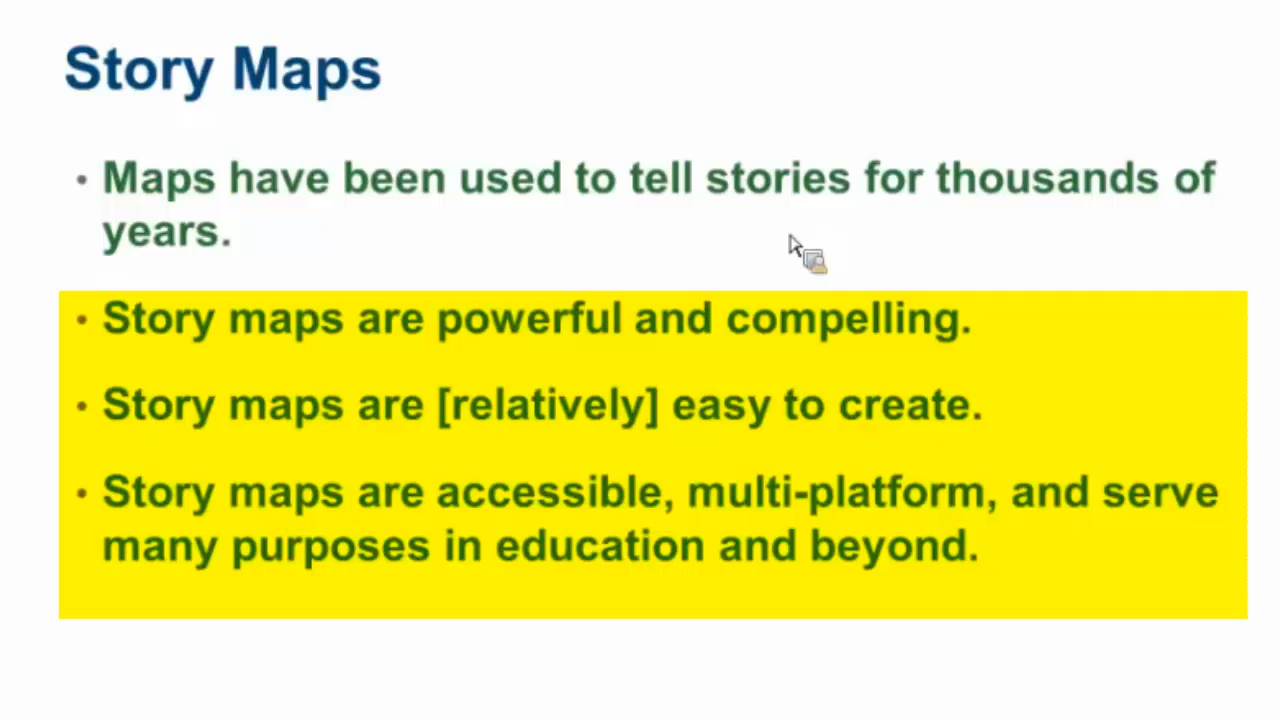 Story Maps
• Maps have been used to tell stories for thousands of
years.
• Story maps are powerful and compelling.
• Story maps are [relatively] easy to create.
• Story maps are accessible, multi-platform, and serve
many purposes in education and beyond.